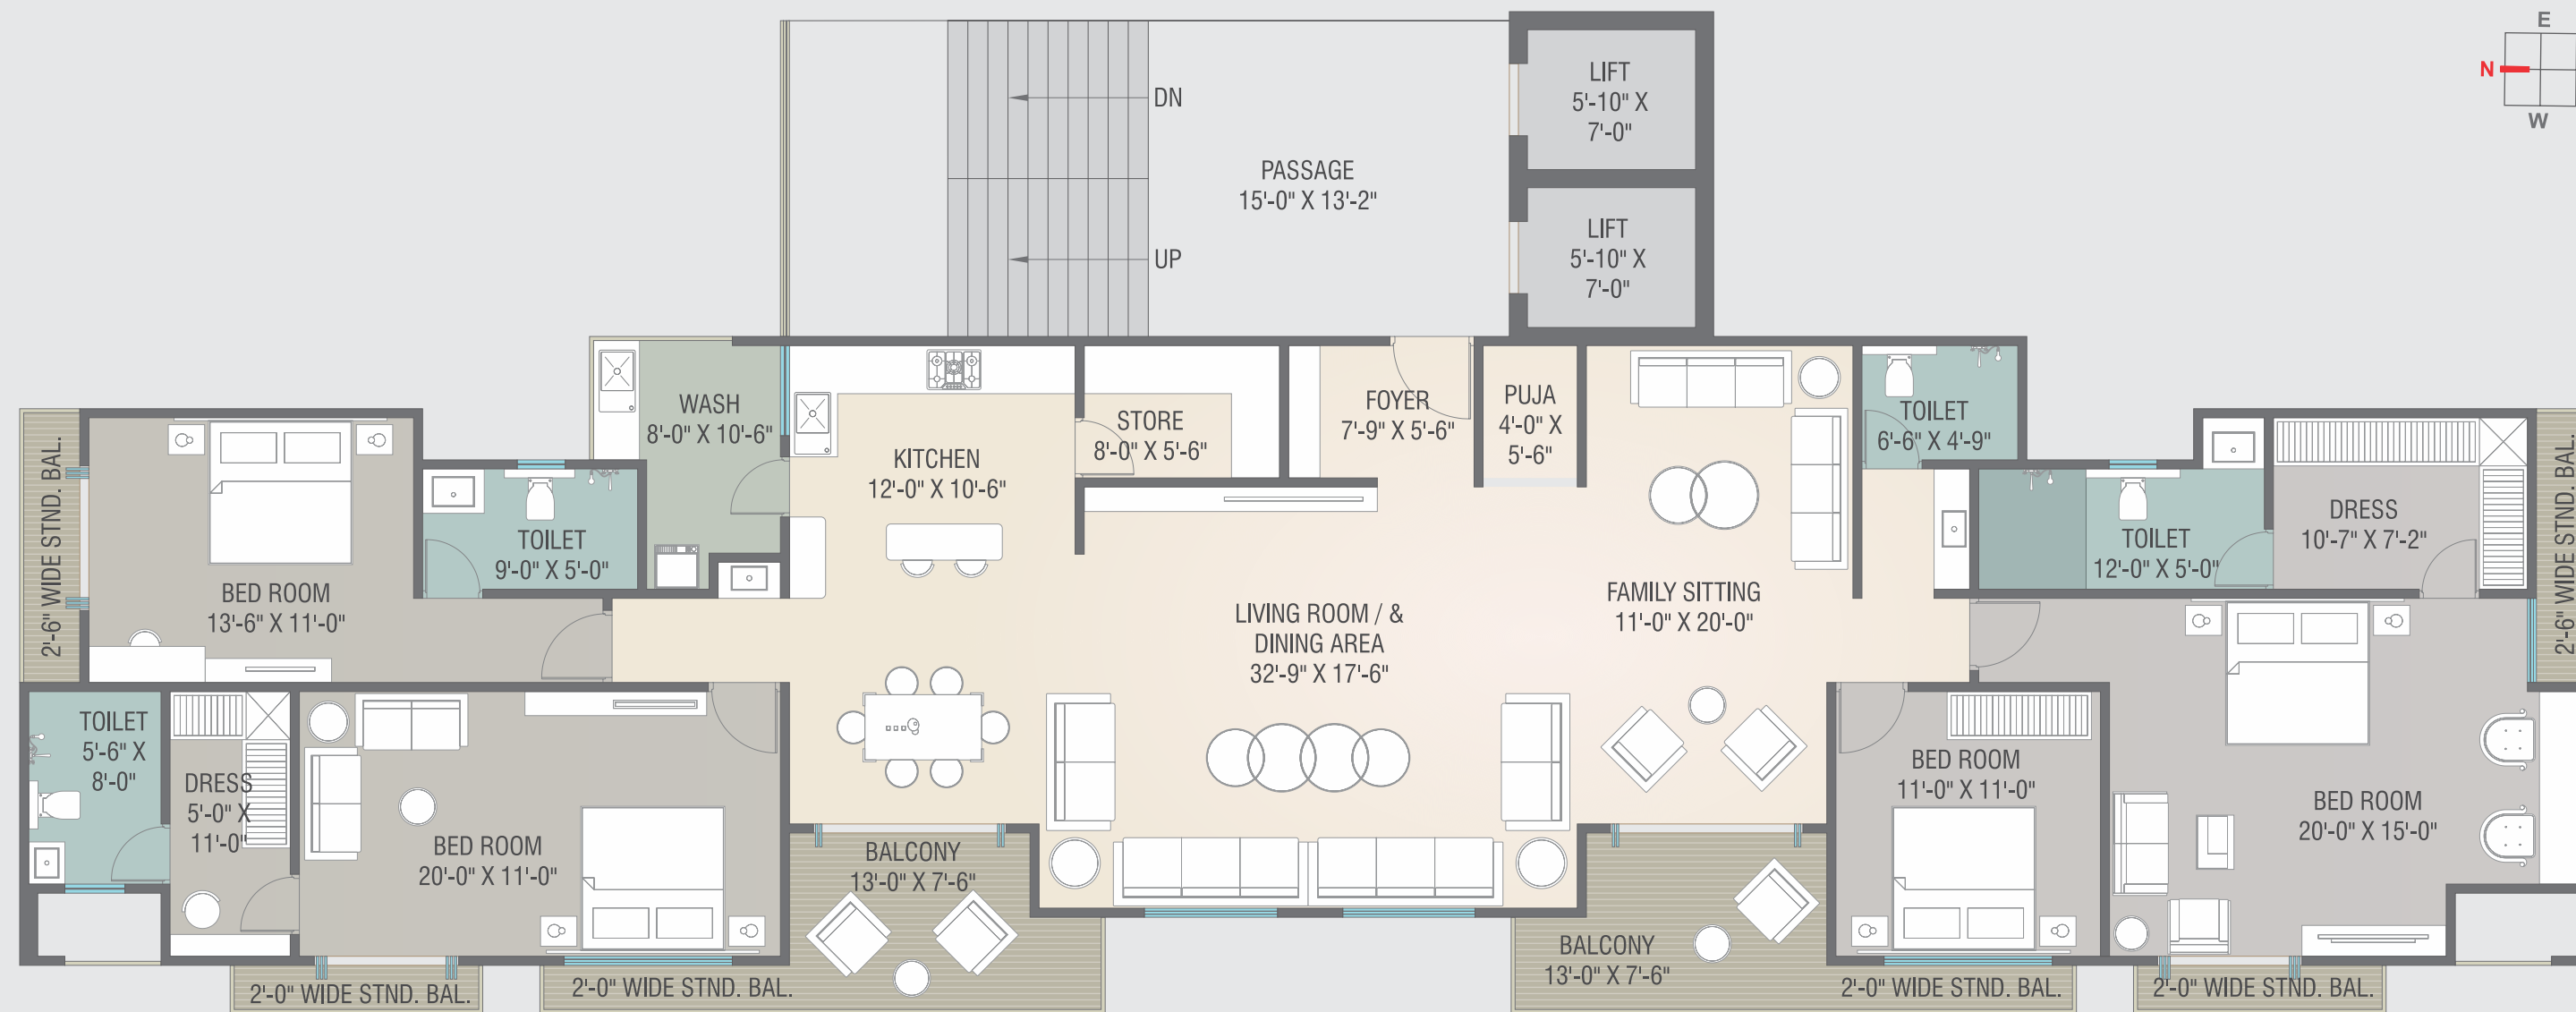 E
N
W
DN
UP
PASSAGE
15'-0" X 13'-2"
LIFT
5'-10" X
7'-0"
LIFT
5'-10" X
7'-0"
2'-6" WIDE STND. BAL.
BED ROOM
13'-6" X 11'-0"
TOILET
9'-0" X 5'-0"
WASH
8'-0" X 10'-6"
KITCHEN
12'-0" X 10'-6"
STORE
8'-0" X 5'-6"
FOYER
7'-9" X 5'-6"
PUJA
4'-0" X
5'-6"
LIVING ROOM / &
DINING AREA
32'-9" X 17'-6"
FAMILY SITTING
11'-0" X 20'-0"
TOILET
6'-6" X 4'-9"
TOILET
12'-0" X 5'-0"
DRESS
10'-7" X 7'-2"
2'-6" WIDE STND. BAL.
TOILET
5'-6" X
8'-0"
DRESS
5'-0" X
11'-0"
BED ROOM
20'-0" X 11'-0"
BALCONY
13'-0" X 7'-6"
BALCONY
13'-0" X 7'-6"
BED ROOM
11'-0" X 11'-0"
BED ROOM
20'-0" X 15'-0"
2'-0" WIDE STND. BAL.
2'-0" WIDE STND. BAL.
2'-0" WIDE STND. BAL.
2'-0" WIDE STND. BAL.